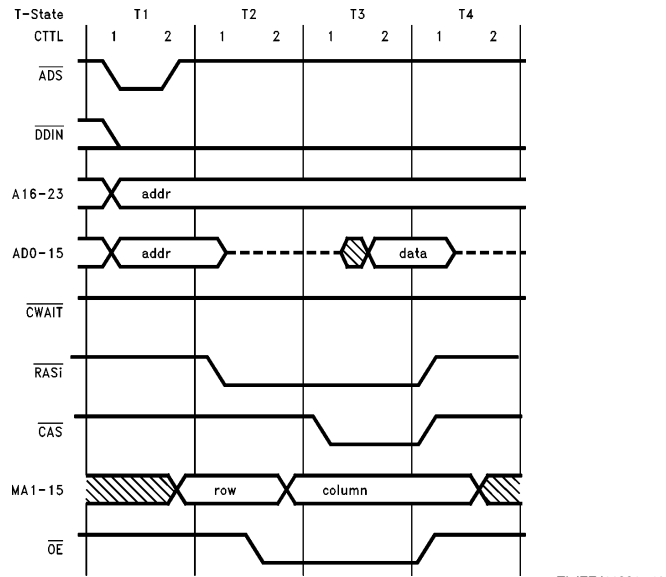 T-State T1 T2 T3 T4
CTTL 1 2 1 2 1 2 1 2
ADS
DDIN
A16-23 addr
AD0-15 addr data
CWAIT
RASi
CAS
MA1-15 row column
OE